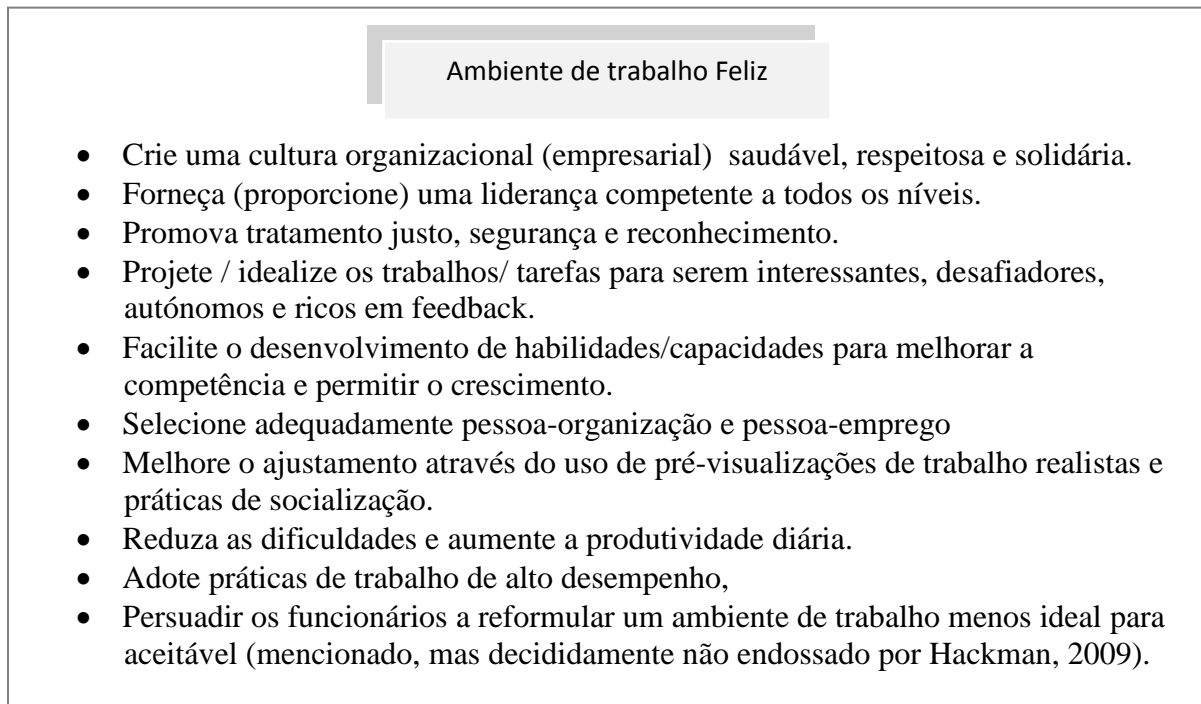 Ambiente de trabalho Feliz
• Crie uma cultura organizacional (empresarial)  saudável, respeitosa e solidária.
• Forneça (proporcione) uma liderança competente a todos os níveis.
• Promova tratamento justo, segurança e reconhecimento.
• Projete / idealize os trabalhos/ tarefas para serem interessantes, desafiadores,
autónomos e ricos em feedback.
• Facilite o desenvolvimento de habilidades/capacidades para melhorar a
competência e permitir o crescimento.
• Selecione adequadamente pessoa-organização e pessoa-emprego
• Melhore o ajustamento através do uso de pré-visualizações de trabalho realistas e
práticas de socialização.
• Reduza as dificuldades e aumente a produtividade diária.
• Adote práticas de trabalho de alto desempenho,
• Persuadir os funcionários a reformular um ambiente de trabalho menos ideal para
aceitável (mencionado, mas decididamente não endossado por Hackman, 2009).